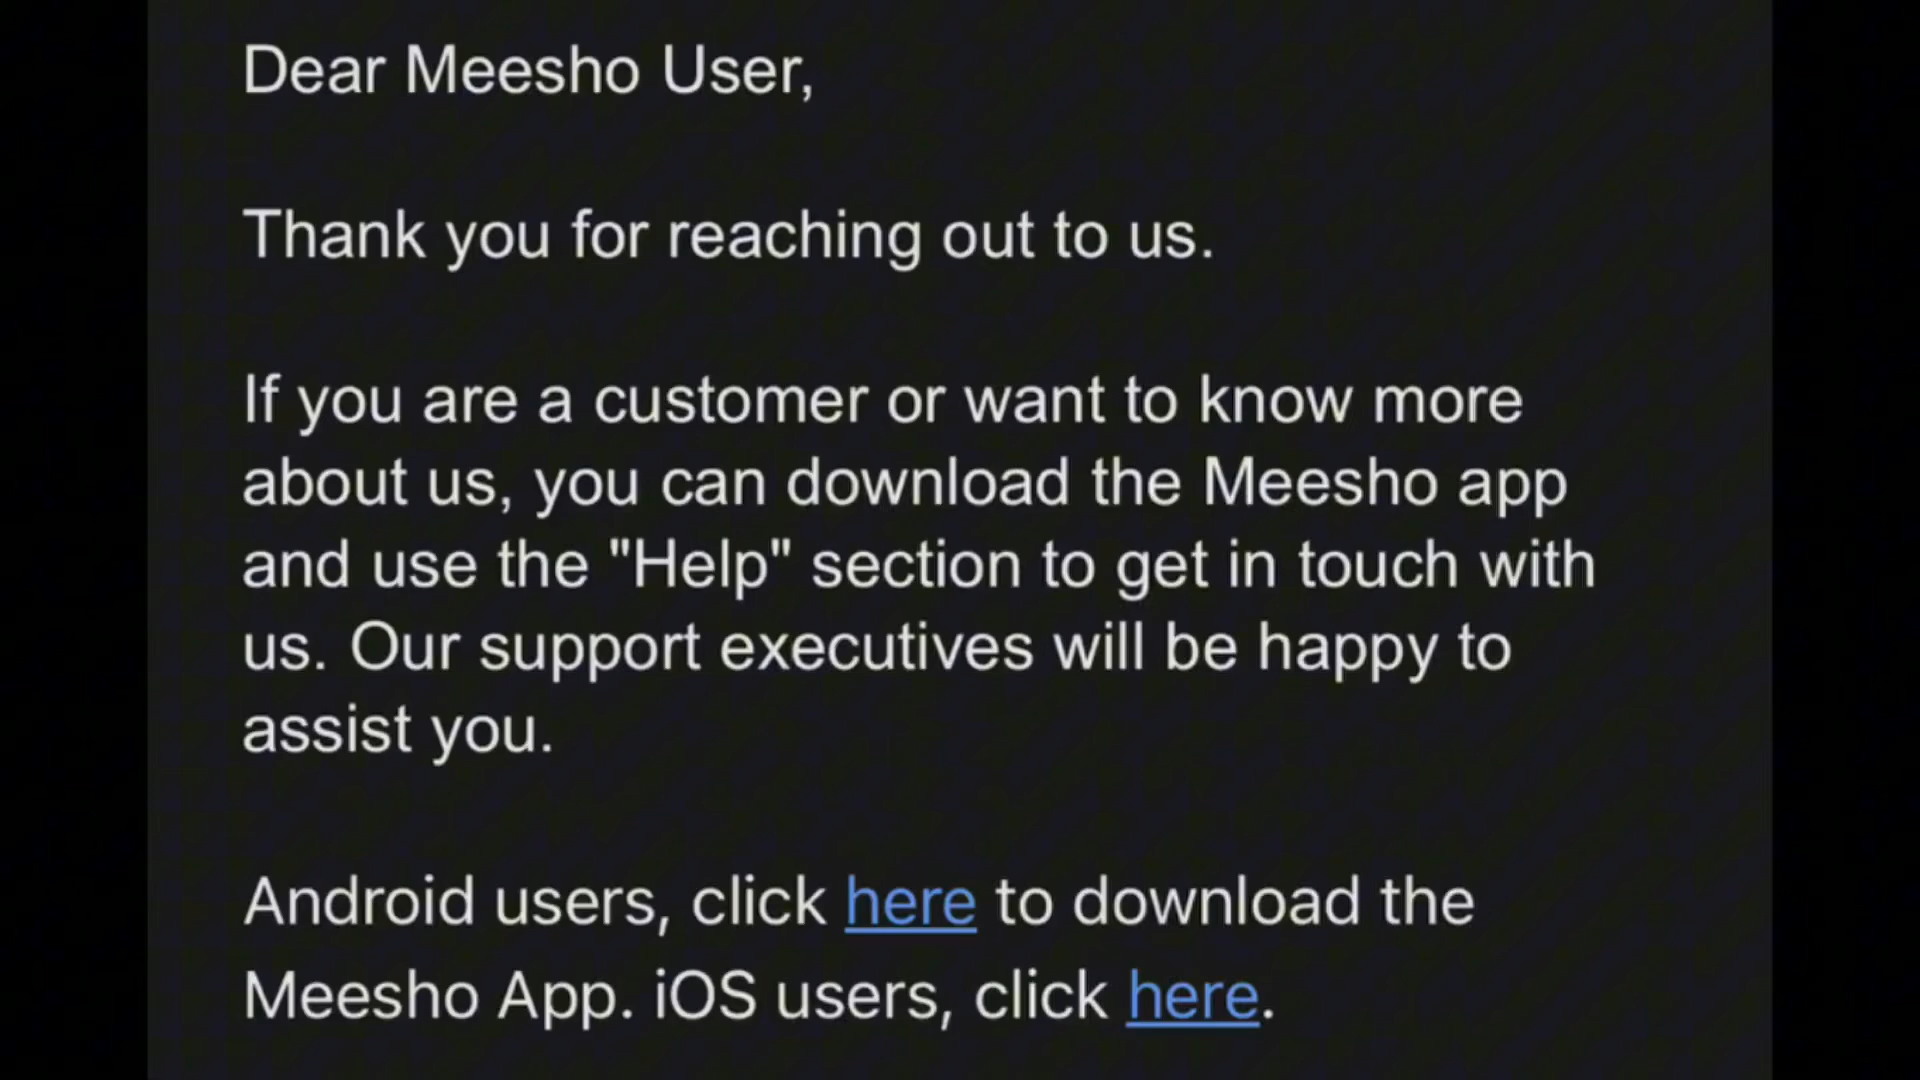 Dear Meesho User,
Thank you for reaching out to us.
If you are a customer or want to know more
about us, you can download the Meesho app
and use the "Help" section to get in touch with
us. Our support executives will be happy to
assist you.
Android users, click here to download the
Meesho App. iOS users, click here.